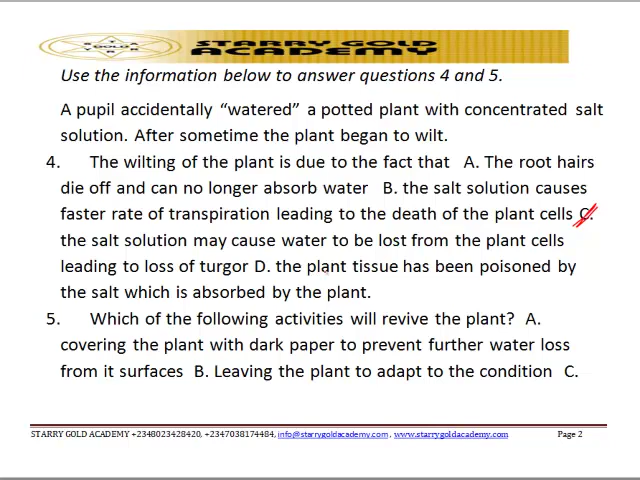 STARRY GOLD
ACADEMY
Use the information below to answer questions 4 and 5.
A pupil accidentally “watered” a potted plant with concentrated salt
solution. After sometime the plant began to wilt.
4. The wilting of the plant is due to the fact that A. The root hairs
die off and can no longer absorb water B. the salt solution causes
faster rate of transpiration leading to the death of the plant cells C.
the salt solution may cause water to be lost from the plant cells
leading to loss of turgor D. the plant tissue has been poisoned by
the salt which is absorbed by the plant.
5. Which of the following activities will revive the plant? A.
covering the plant with dark paper to prevent further water loss
from it surfaces B. Leaving the plant to adapt to the condition C.
STARRY GOLD ACADEMY +2348023428420, +2347038174484, info@starrygoldacademy.com, www.starrygoldacademy.com Page 2